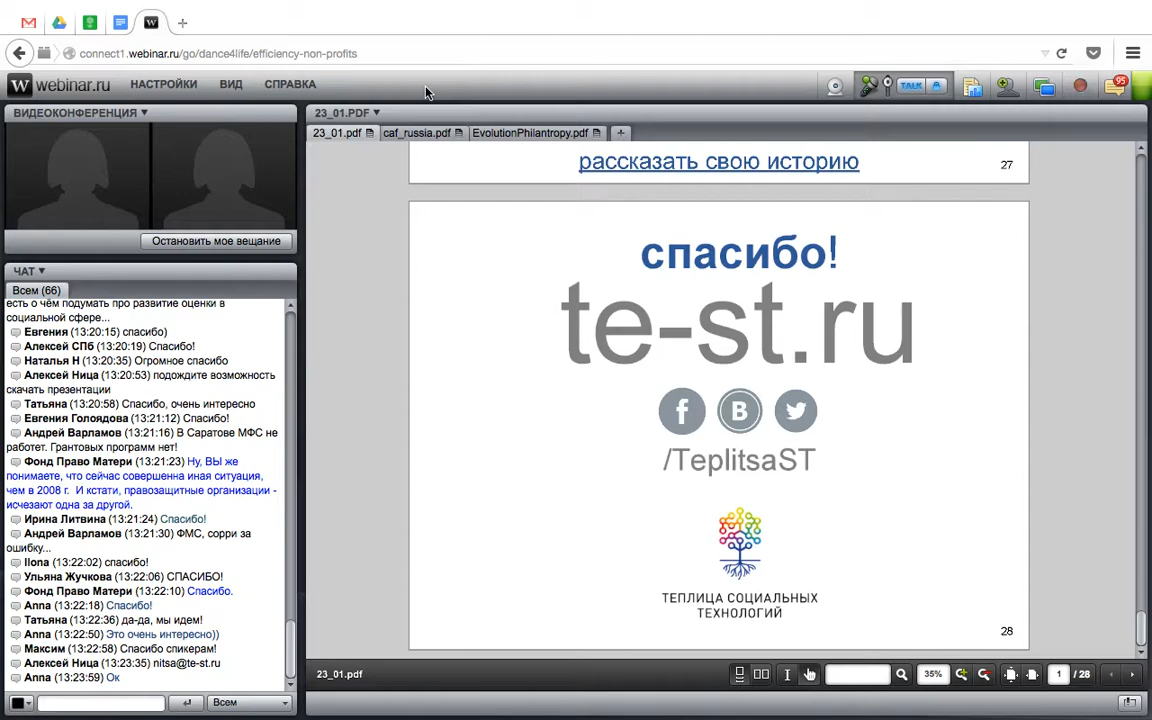 connect1.webinar.ru/go/dance4life/efficiency-non-profits
W webinar.ru НАСТРОЙКИ ВИД СПРАВКА TALK 95
ВИДЕОКОНФЕРЕНЦИЯ
Остановить мое вещание
ЧАТ
Всем (66)
есть о чём подумать про развитие оценки в
социальной сфере...
Евгения (13:20:15) спасибо)
Алексей СПб (13:20:19) Спасибо!
Наталья Н (13:20:35) Огромное спасибо
Алексей Ница (13:20:53) подождите возможность
скачать презентации
Татьяна (13:20:58) Спасибо, очень интересно
Евгения Голоядова (13:21:12) Спасибо!
Андрей Варламов (13:21:16) В Саратове МФС не
работет. Грантовых программ нет!
Фонд Право Матери (13:21:23) Ну, ВЫ же
понимаете, что сейчас совершенна иная ситуация,
чем в 2008 г. И кстати, правозащитные организации -
исчезают одна за другой.
Ирина Литвина (13:21:24) Спасибо!
Андрей Варламов (13:21:30) ФМС, сорри за
ошибку...
Ilona (13:22:02) спасибо!
Ульяна Жучкова (13:22:06) СПАСИБО!
Фонд Право Матери (13:22:10) Спасибо.
Anna (13:22:18) Спасибо!
Татьяна (13:22:36) да-да, мы идем!
Anna (13:22:50) Это очень интересно))
Максим (13:22:58) Спасибо спикерам!
Алексей Ница (13:23:35) nitsa@te-st.ru
Anna (13:23:59) Ок
Всем
23_01.PDF
23_01.pdf caf_russia.pdf EvolutionPhilantropy.pdf
рассказать свою историю
27
спасибо!
te-st.ru
f B
/TeplitsaST
ТЕПЛИЦА СОЦИАЛЬНЫХ
ТЕХНОЛОГИЙ
28
23_01.pdf 35% 1 / 28